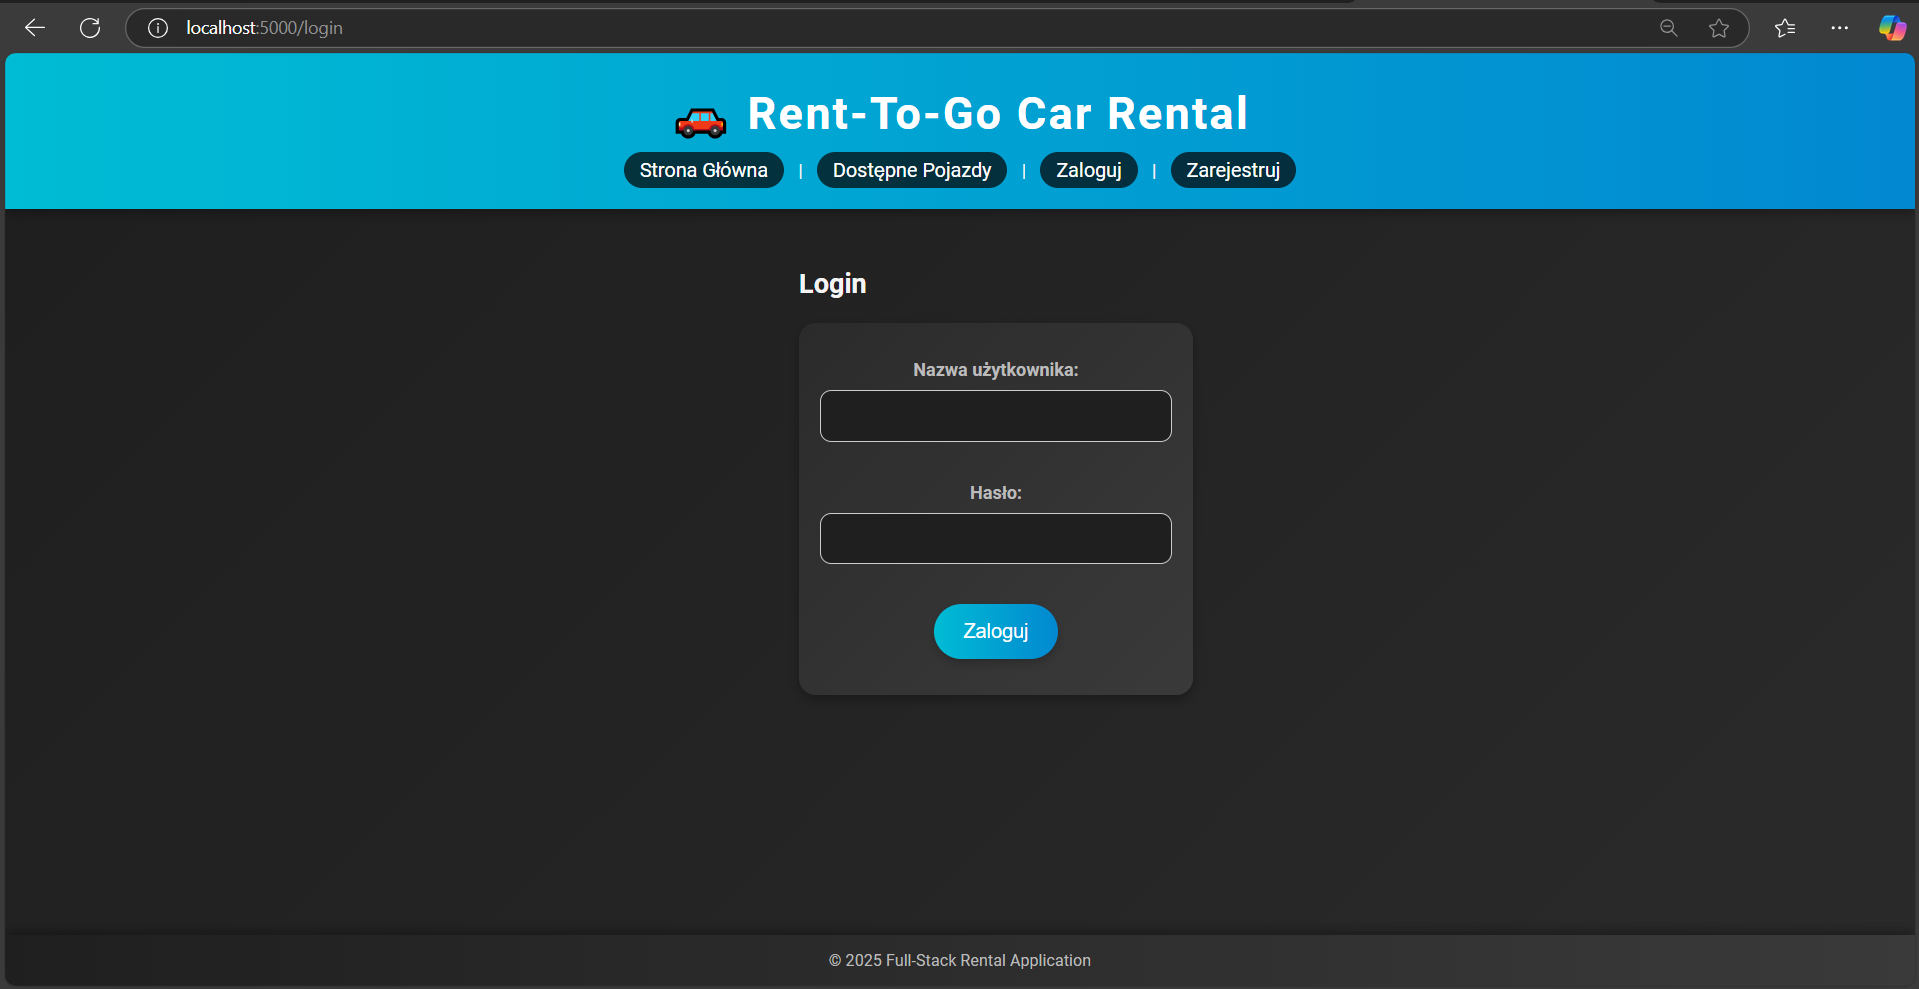 localhost:5000/login
Rent-To-Go Car Rental
Strona Główna | Dostępne Pojazdy | Zaloguj | Zarejestruj
Login
Nazwa użytkownika:
Hasło:
Zaloguj
© 2025 Full-Stack Rental Application